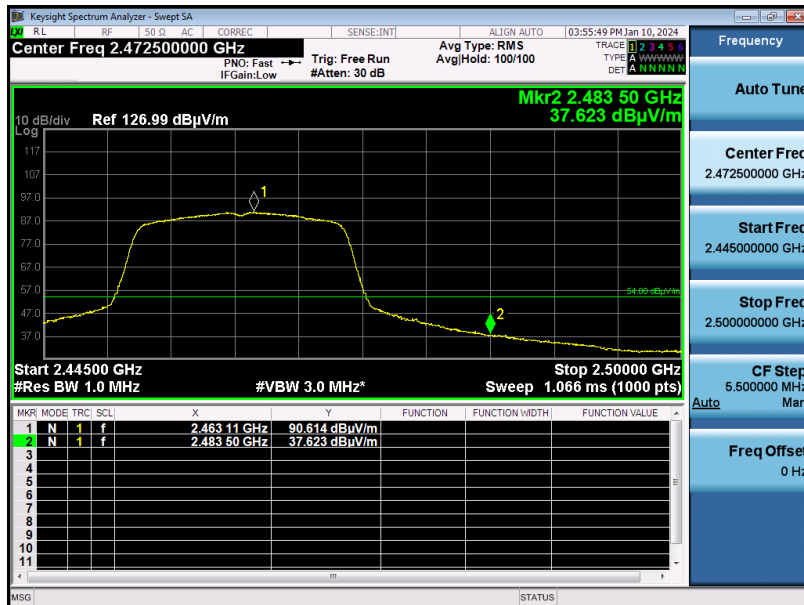 Keysight Spectrum Analyzer - Swept SA
LXI RL RF 50 Ω AC CORREC SENSE:INT ALIGN AUTO 03:55:49 PM Jan 10, 2024
Center Freq 2.472500000 GHz
PNO: Fast
IFGain:Low
Trig: Free Run
#Atten: 30 dB
Avg Type: RMS
Avg|Hold: 100/100
TRACE 1 2 3 4 5 6
TYPE A W W W W W
DET A N N N N N
Mkr2 2.483 50 GHz
37.623 dBµV/m
10 dB/div Ref 126.99 dBµV/m
Log
117
107
97.0
87.0
77.0
67.0
57.0
47.0
37.0
1
2
54.00 dBµV/m
Start 2.44500 GHz Stop 2.50000 GHz
#Res BW 1.0 MHz #VBW 3.0 MHz* Sweep 1.066 ms (1000 pts)
MKR MODE TRC SCL X Y FUNCTION FUNCTION WIDTH FUNCTION VALUE
1 N 1 f 2.463 11 GHz 90.614 dBµV/m
2 N 1 f 2.483 50 GHz 37.623 dBµV/m
3
4
5
6
7
8
9
10
11
MSG STATUS
Frequency
Auto Tune
Center Freq
2.472500000 GHz
Start Freq
2.445000000 GHz
Stop Freq
2.500000000 GHz
CF Step
5.500000 MHz
Auto Man
Freq Offset
0 Hz